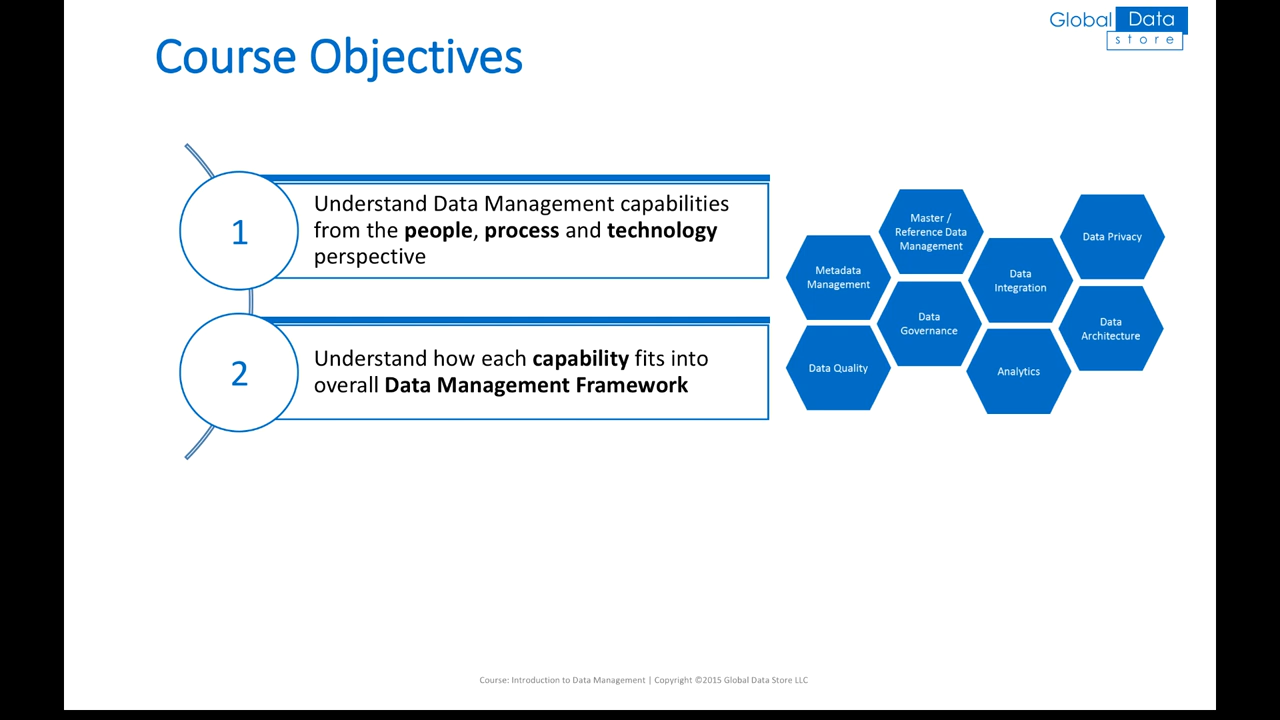 Global Data
store
Course Objectives
1
Understand Data Management capabilities
from the people, process and technology
perspective
2
Understand how each capability fits into
overall Data Management Framework
Master /
Reference Data
Management
Data Privacy
Metadata
Management
Data
Integration
Data
Governance
Data
Architecture
Data Quality
Analytics
Course: Introduction to Data Management | Copyright ©2015 Global Data Store LLC